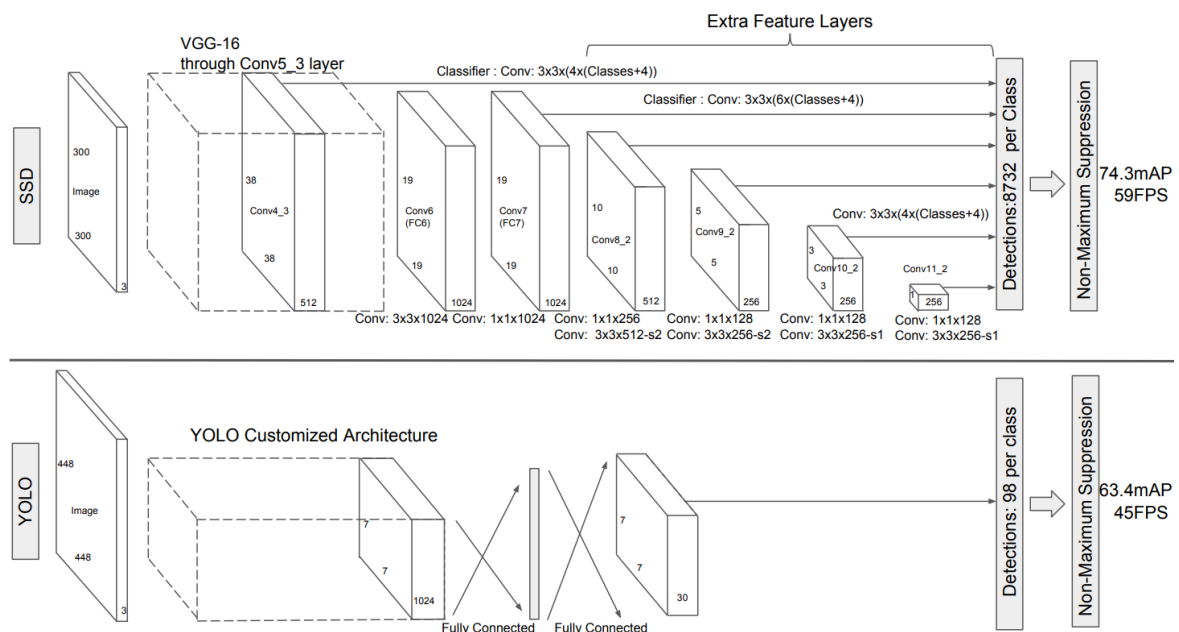 Extra Feature Layers
VGG-16
through Conv5_3 layer
Classifier : Conv: 3x3x(4x(Classes+4))
Classifier : Conv: 3x3x(6x(Classes+4))
SSD
300
Image
300
3
38
Conv4_3
38
512
19
Conv6
(FC6)
19
1024
19
Conv7
(FC7)
19
1024
10
Conv8_2
10
512
5
Conv9_2
5
256
Conv: 3x3x(4x(Classes+4))
3
Conv10_2
3
256
Conv11_2
1
256
Conv: 3x3x1024
Conv: 1x1x1024
Conv: 1x1x256
Conv: 3x3x512-s2
Conv: 1x1x128
Conv: 3x3x256-s2
Conv: 1x1x128
Conv: 3x3x256-s1
Conv: 1x1x128
Conv: 3x3x256-s1
Detections:8732 per Class
Non-Maximum Suppression
74.3mAP
59FPS
YOLO
448
Image
448
3
YOLO Customized Architecture
7
7
1024
Fully Connected
Fully Connected
7
7
30
Detections: 98 per class
Non-Maximum Suppression
63.4mAP
45FPS